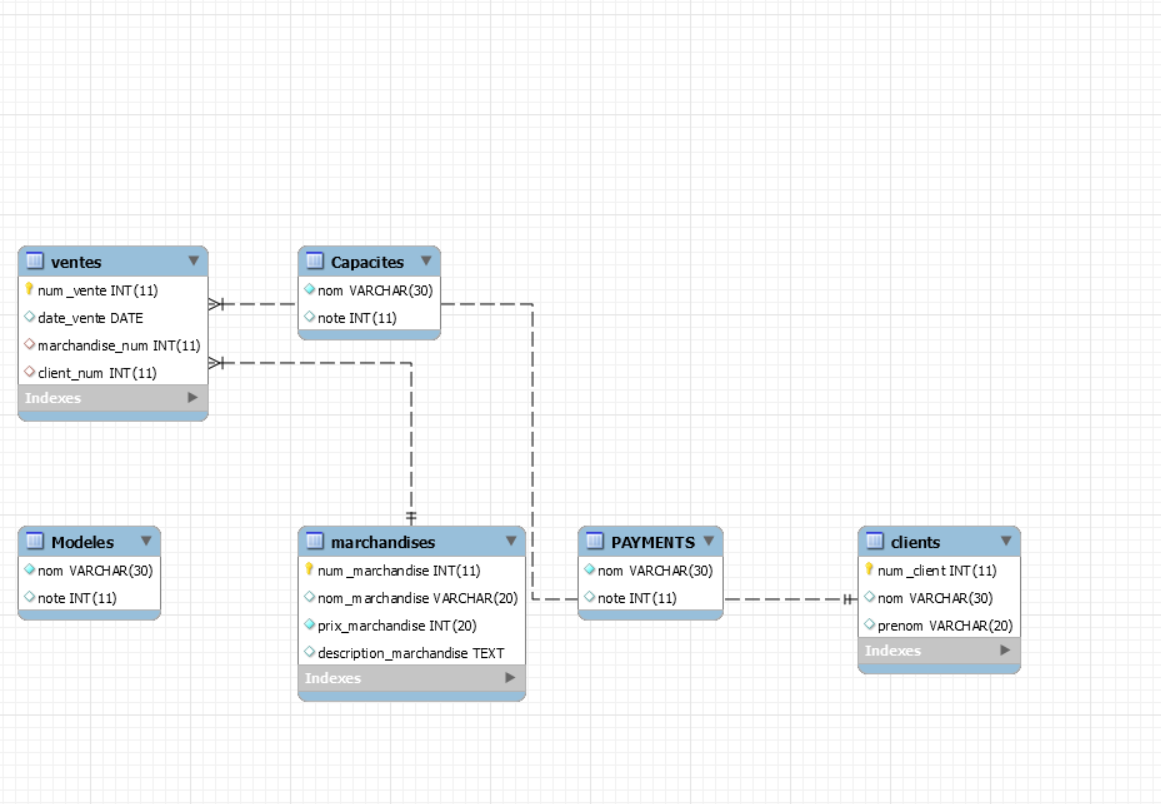 ventes
num_vente INT(11)
date_vente DATE
marchandise_num INT(11)
client_num INT(11)
Indexes
Capacites
nom VARCHAR(30)
note INT(11)
Modeles
nom VARCHAR(30)
note INT(11)
marchandises
num_marchandise INT(11)
nom_marchandise VARCHAR(20)
prix_marchandise INT(20)
description_marchandise TEXT
Indexes
PAYMENTS
nom VARCHAR(30)
note INT(11)
clients
num_client INT(11)
nom VARCHAR(30)
prenom VARCHAR(20)
Indexes